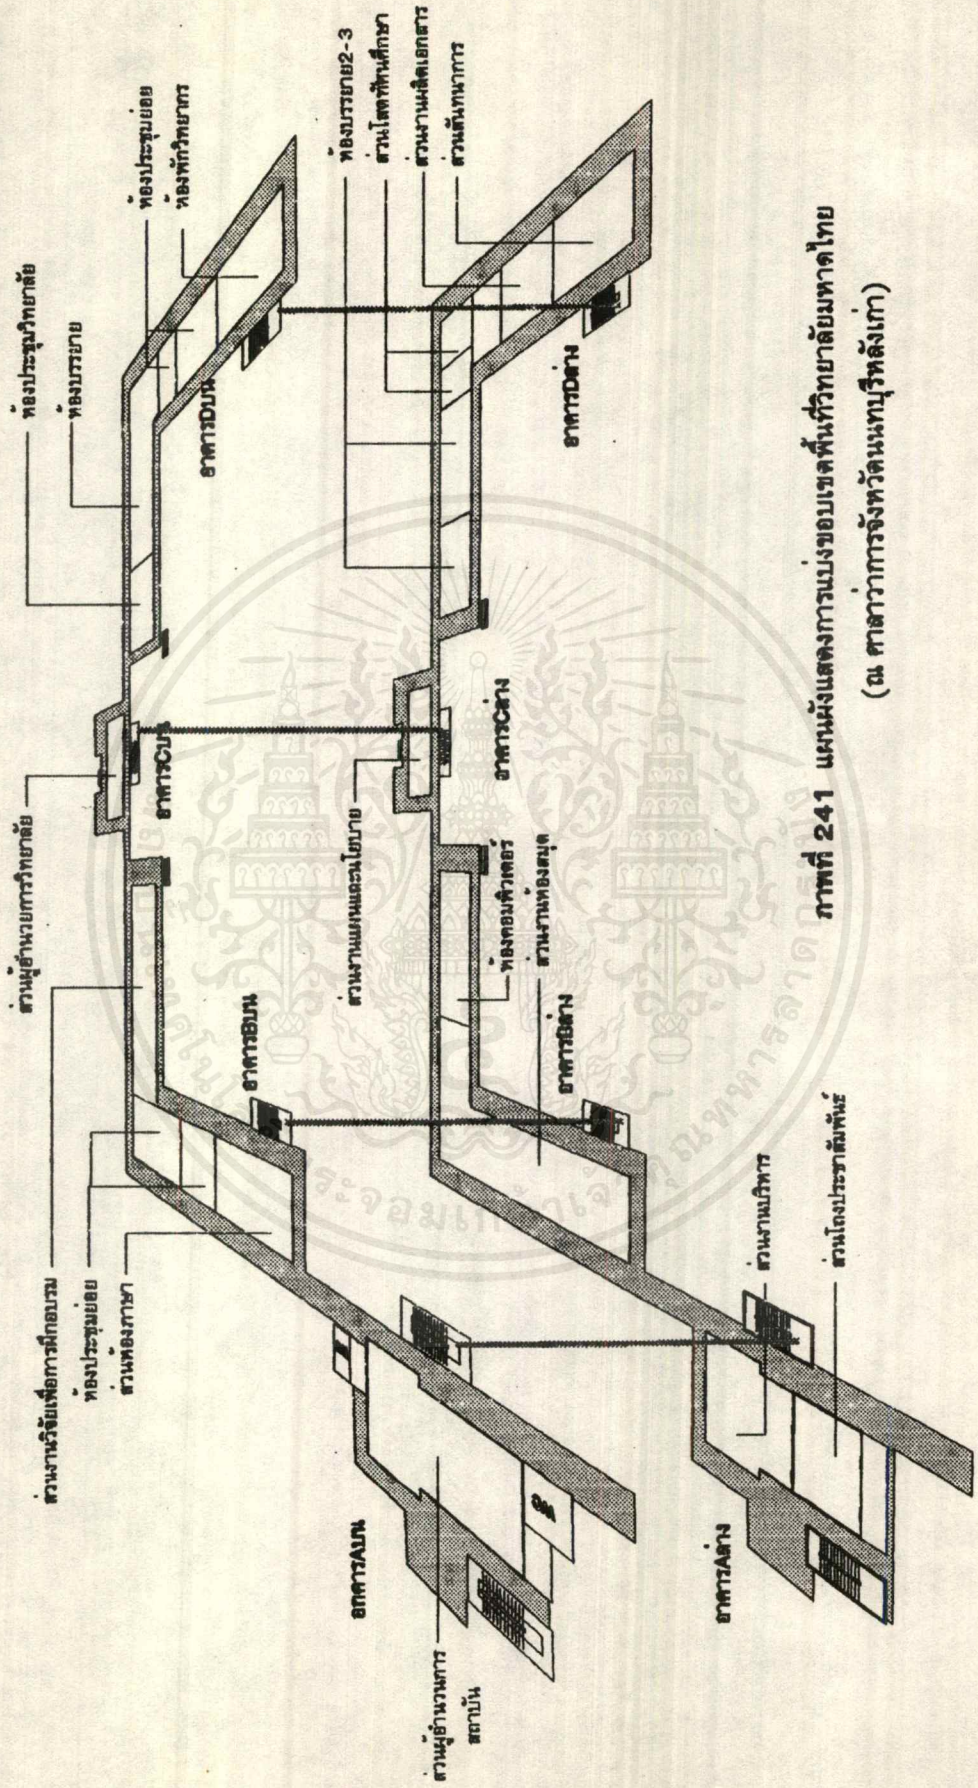 ส่วนงานวิจัยเพื่อการฝึกอบรม
ห้องประชุมย่อย
ส่วนห้องภาษา
ส่วนผู้อำนวยการวิทยาลัย
ห้องประชุมวิทยาลัย
ห้องบรรยาย
ห้องประชุมย่อย
ห้องพักวิทยากร
อาคารBบน
อาคารCบน
อาคารDบน
ส่วนงานแผนและนโยบาย
ห้องบรรยาย2-3
ส่วนโสตทัศนศึกษา
ส่วนงานผลิตเอกสาร
ส่วนสันทนาการ
อาคารAบน
WC
ส่วนผู้อำนวนการ
สถาบัน
ห้องคอมพิวเตอร์
ส่วนงานห้องสมุด
อาคารBล่าง
อาคารCล่าง
อาคารDล่าง
ส่วนงานบริหาร
ส่วนโถงประชาสัมพันธ์
อาคารAล่าง
ภาพที่ 241 แผนผังแสดงการแบ่งขอบเขตพื้นที่วิทยาลัยมหาดไทย
(ณ ศาลาว่าการจังหวัดนนทบุรีหลังเก่า)